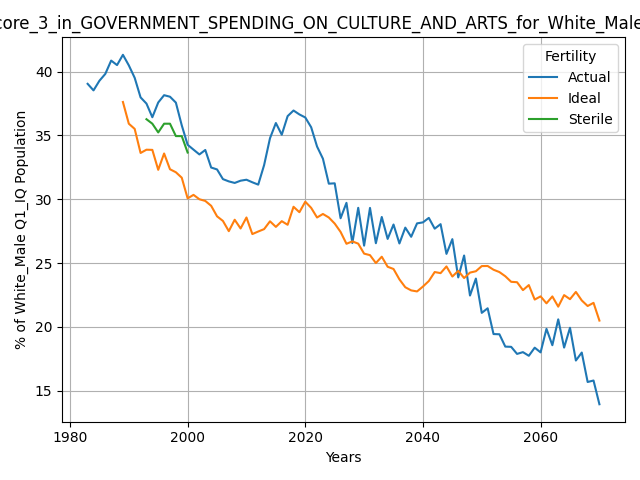 core_3_in_GOVERNMENT_SPENDING_ON_CULTURE_AND_ARTS_for_White_Male
Fertility
Actual
Ideal
Sterile
% of White_Male Q1_IQ Population
40
35
30
25
20
15
1980
2000
2020
2040
2060
Years